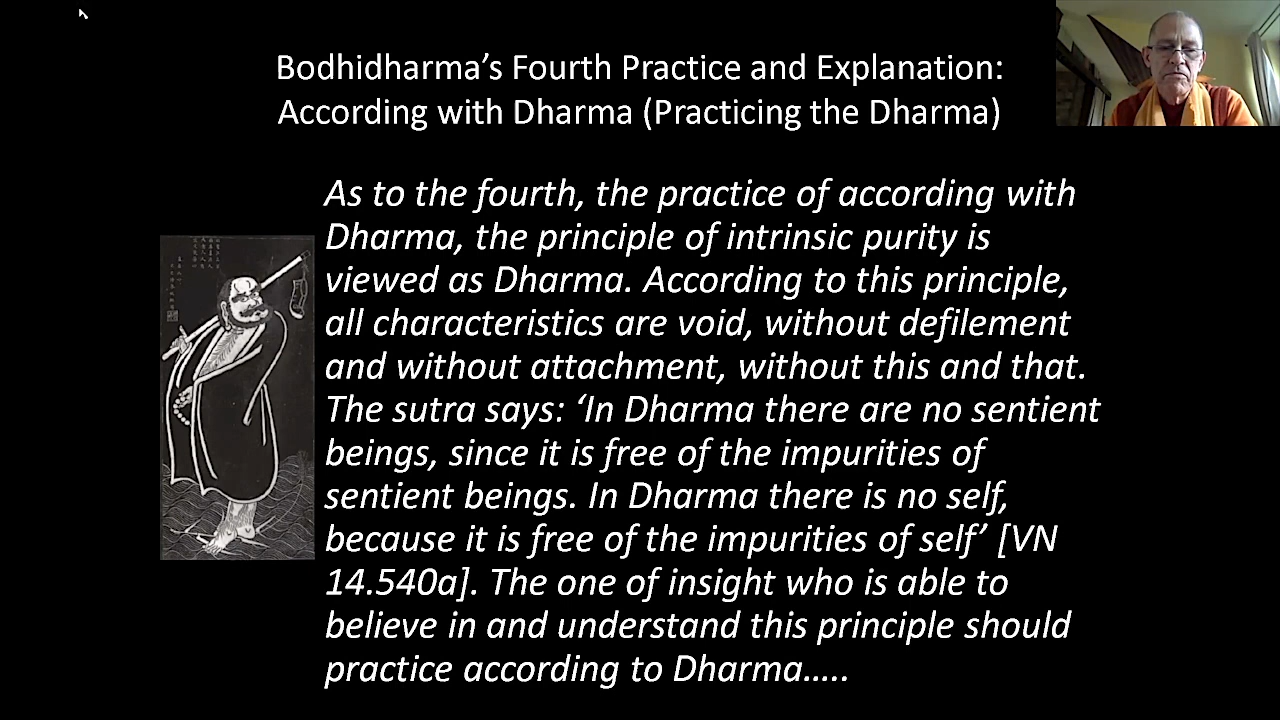 Bodhidharma’s Fourth Practice and Explanation:
According with Dharma (Practicing the Dharma)
As to the fourth, the practice of according with
Dharma, the principle of intrinsic purity is
viewed as Dharma. According to this principle,
all characteristics are void, without defilement
and without attachment, without this and that.
The sutra says: ‘In Dharma there are no sentient
beings, since it is free of the impurities of
sentient beings. In Dharma there is no self,
because it is free of the impurities of self’ [VN
14.540a]. The one of insight who is able to
believe in and understand this principle should
practice according to Dharma…..